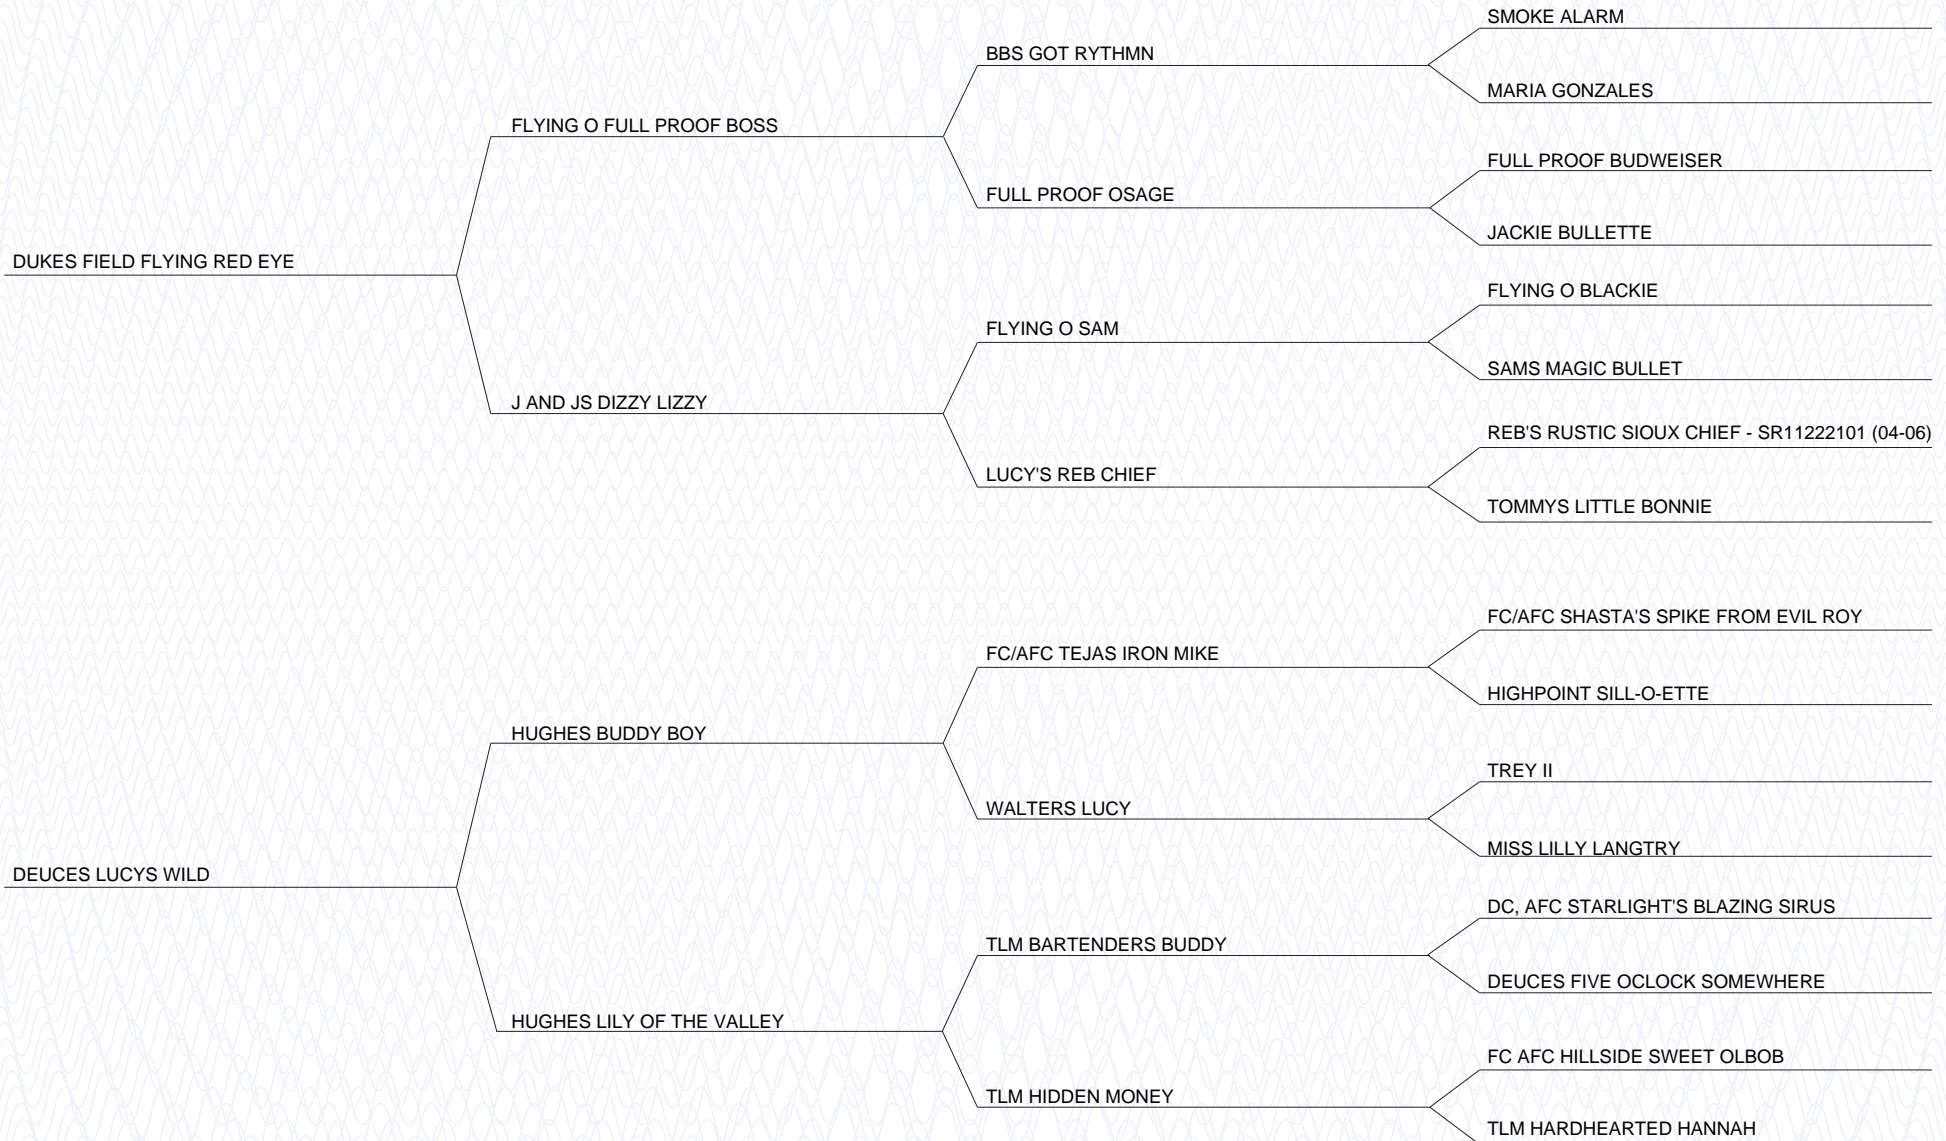 SMOKE ALARM
BBS GOT RYTHMN
MARIA GONZALES
FLYING O FULL PROOF BOSS
FULL PROOF BUDWEISER
FULL PROOF OSAGE
JACKIE BULLETTE
DUKES FIELD FLYING RED EYE
FLYING O BLACKIE
FLYING O SAM
SAMS MAGIC BULLET
J AND JS DIZZY LIZZY
REB'S RUSTIC SIOUX CHIEF - SR11222101 (04-06)
LUCY'S REB CHIEF
TOMMYS LITTLE BONNIE
FC/AFC SHASTA'S SPIKE FROM EVIL ROY
FC/AFC TEJAS IRON MIKE
HIGHPOINT SILL-O-ETTE
HUGHES BUDDY BOY
TREY II
WALTERS LUCY
MISS LILLY LANGTRY
DEUCES LUCYS WILD
DC, AFC STARLIGHT'S BLAZING SIRUS
TLM BARTENDERS BUDDY
DEUCES FIVE OCLOCK SOMEWHERE
HUGHES LILY OF THE VALLEY
FC AFC HILLSIDE SWEET OLBOB
TLM HIDDEN MONEY
TLM HARDHEARTED HANNAH